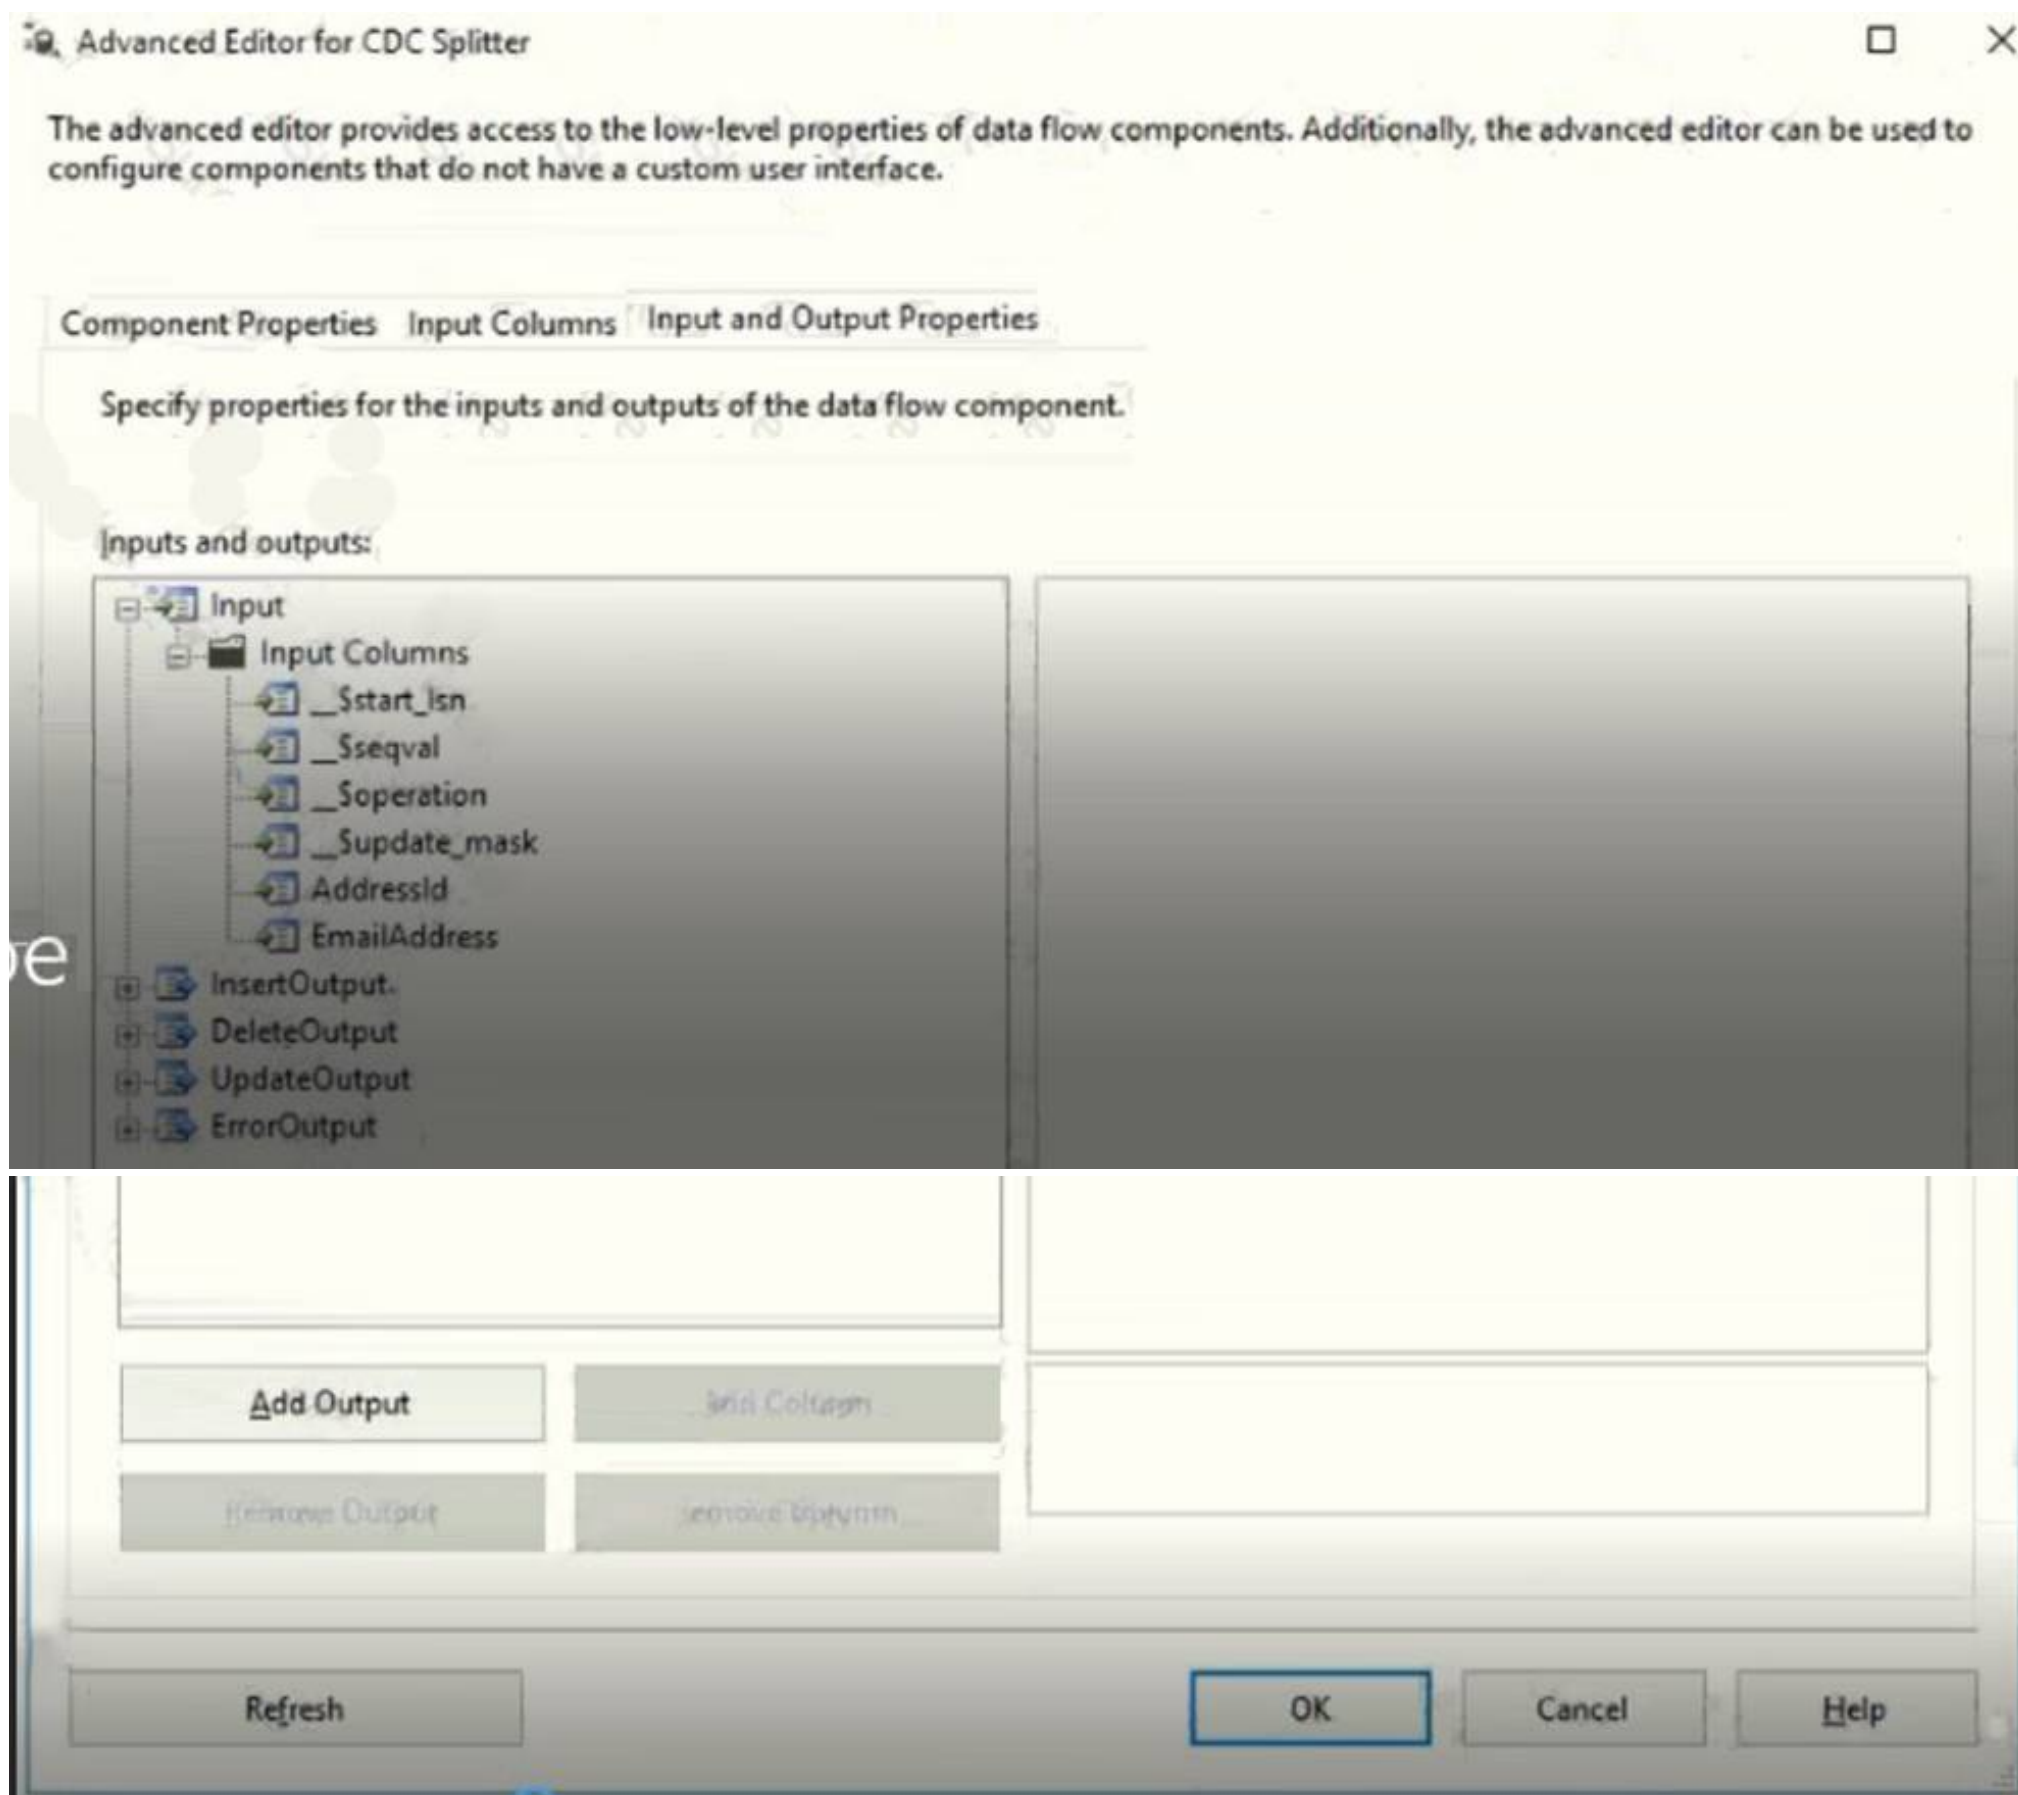 Advanced Editor for CDC Splitter
The advanced editor provides access to the low-level properties of data flow components. Additionally, the advanced editor can be used to
configure components that do not have a custom user interface.
Component Properties Input Columns Input and Output Properties
Specify properties for the inputs and outputs of the data flow component.
Inputs and outputs:
Input
Input Columns
__$start_lsn
__$seqval
__$operation
__$update_mask
AddressId
EmailAddress
InsertOutput
DeleteOutput
UpdateOutput
ErrorOutput
Add Output
Remove Output
Refresh OK Cancel Help